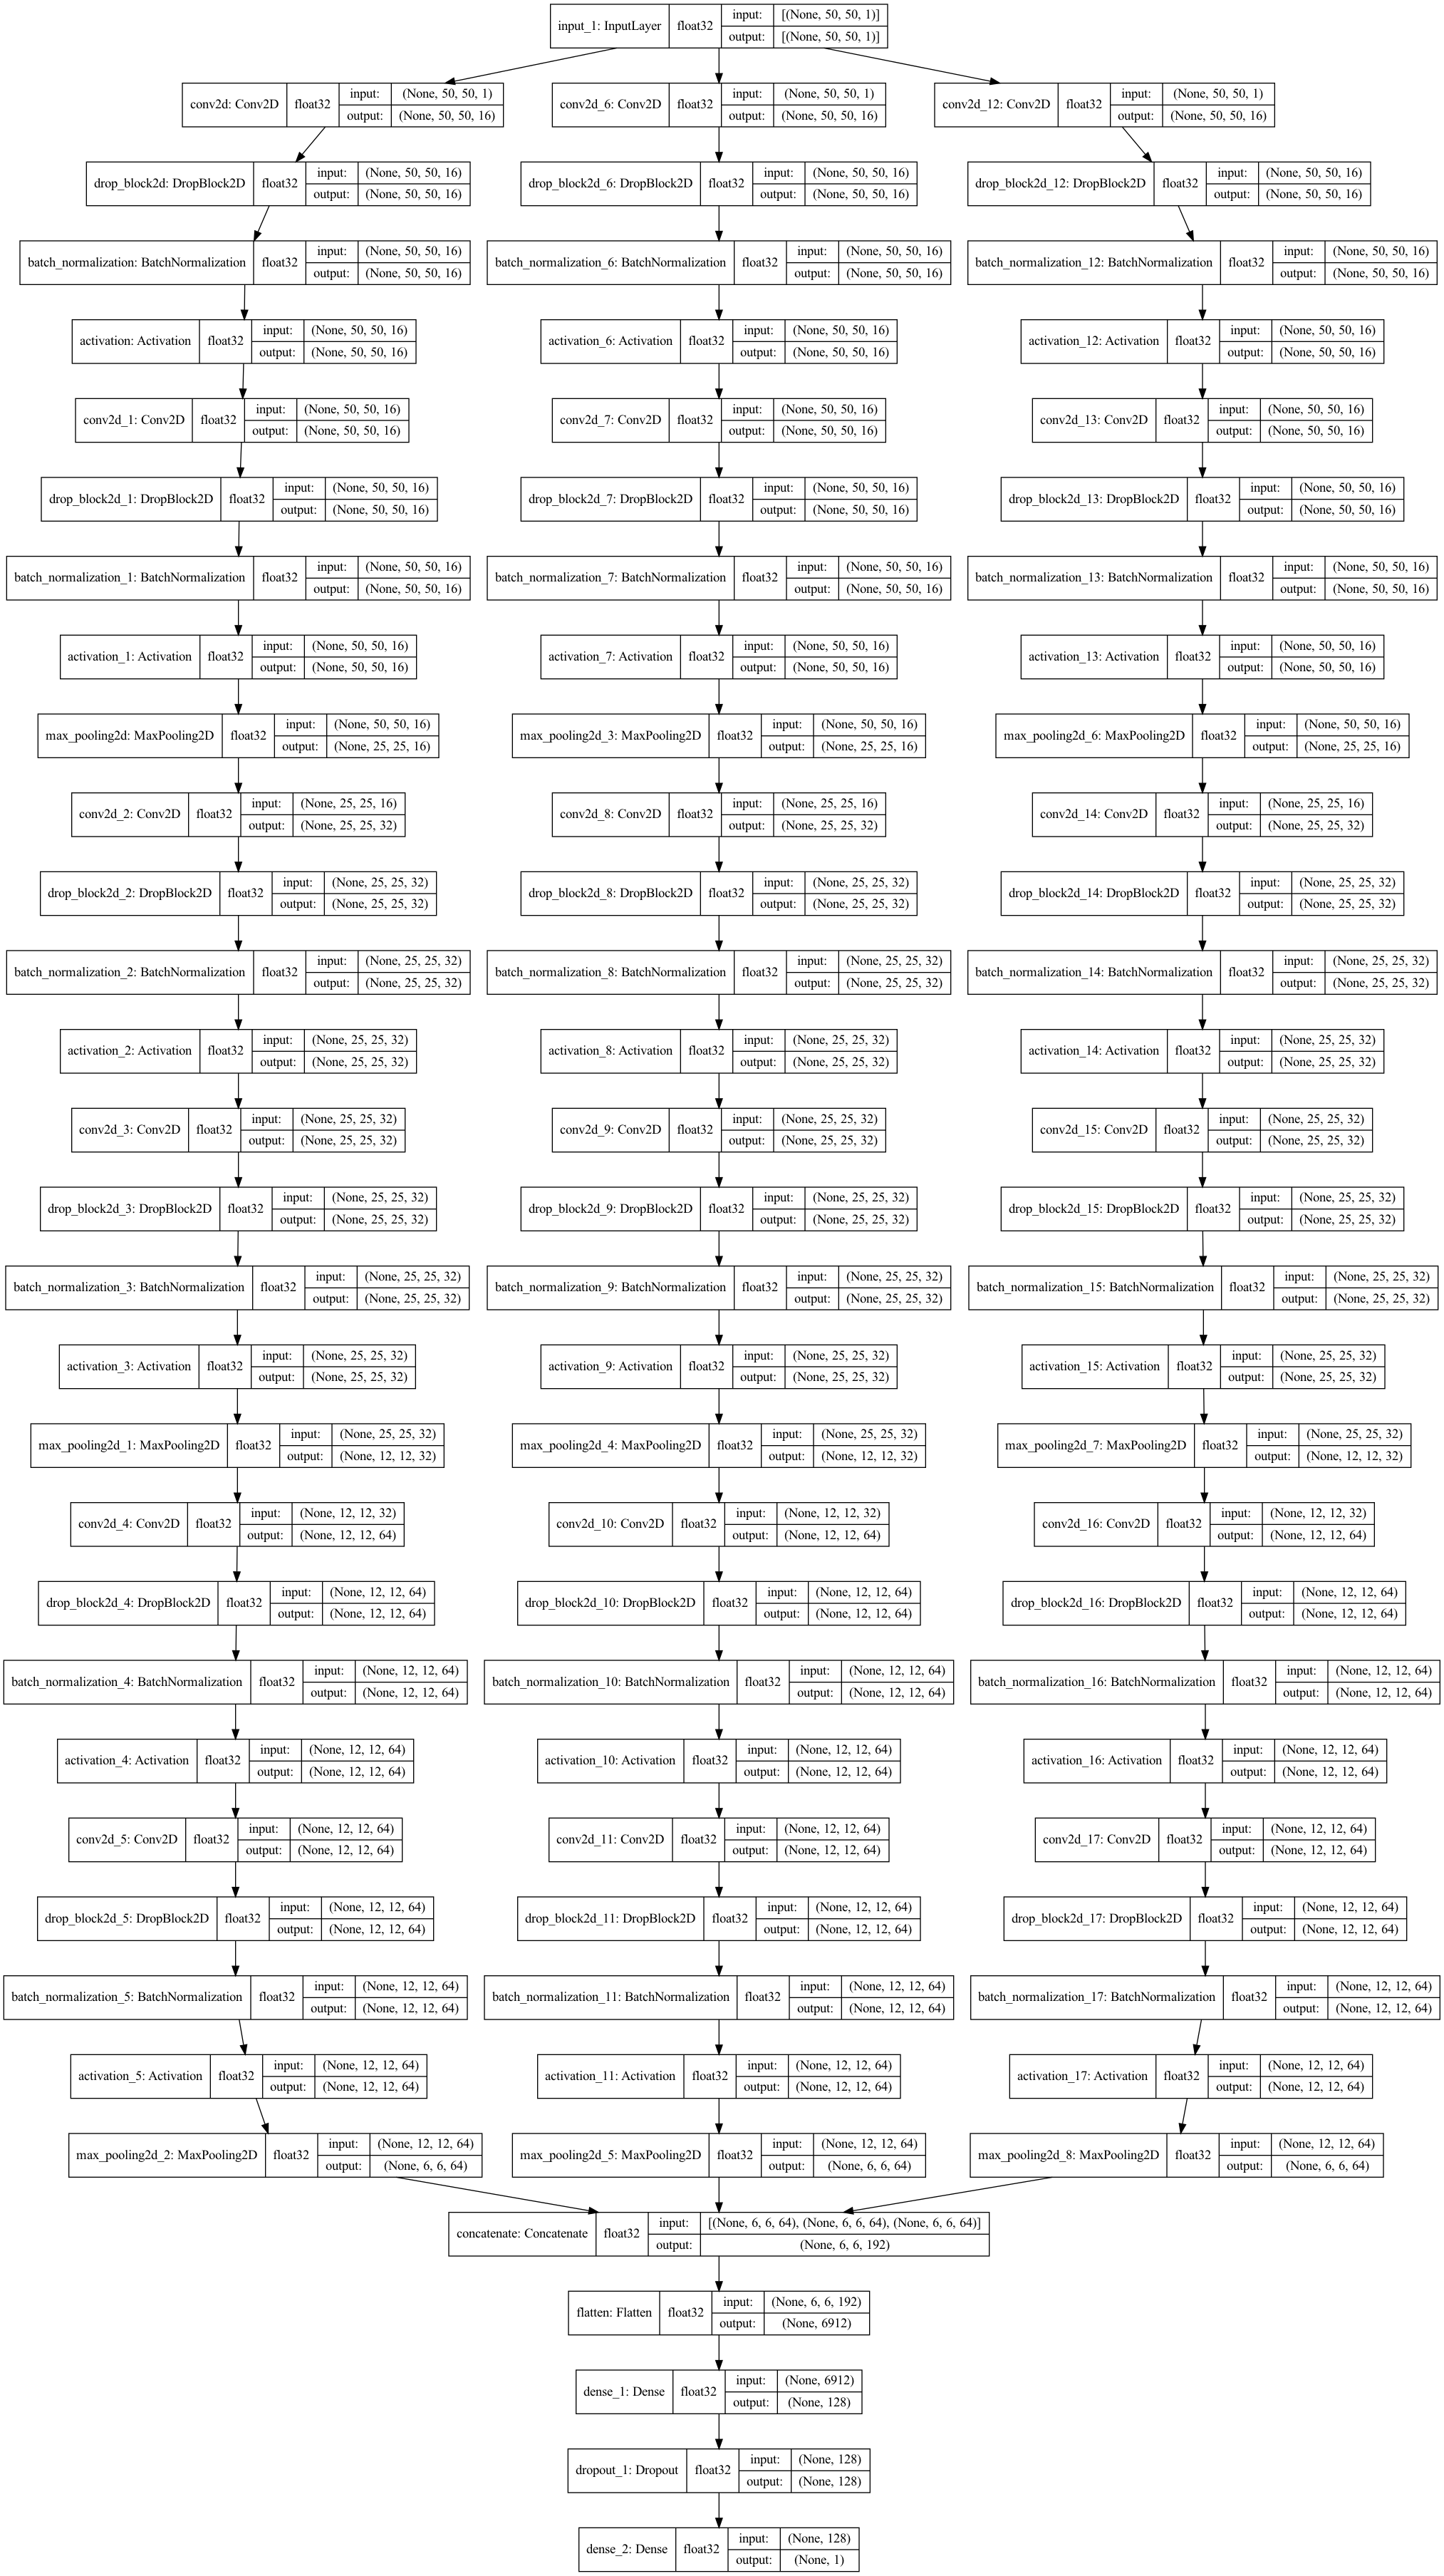 input_1: InputLayer float32 input: [(None, 50, 50, 1)]
output: [(None, 50, 50, 1)]
conv2d: Conv2D float32 input: (None, 50, 50, 1)
output: (None, 50, 50, 16)
conv2d_6: Conv2D float32 input: (None, 50, 50, 1)
output: (None, 50, 50, 16)
conv2d_12: Conv2D float32 input: (None, 50, 50, 1)
output: (None, 50, 50, 16)
drop_block2d: DropBlock2D float32 input: (None, 50, 50, 16)
output: (None, 50, 50, 16)
drop_block2d_6: DropBlock2D float32 input: (None, 50, 50, 16)
output: (None, 50, 50, 16)
drop_block2d_12: DropBlock2D float32 input: (None, 50, 50, 16)
output: (None, 50, 50, 16)
batch_normalization: BatchNormalization float32 input: (None, 50, 50, 16)
output: (None, 50, 50, 16)
batch_normalization_6: BatchNormalization float32 input: (None, 50, 50, 16)
output: (None, 50, 50, 16)
batch_normalization_12: BatchNormalization float32 input: (None, 50, 50, 16)
output: (None, 50, 50, 16)
activation: Activation float32 input: (None, 50, 50, 16)
output: (None, 50, 50, 16)
activation_6: Activation float32 input: (None, 50, 50, 16)
output: (None, 50, 50, 16)
activation_12: Activation float32 input: (None, 50, 50, 16)
output: (None, 50, 50, 16)
conv2d_1: Conv2D float32 input: (None, 50, 50, 16)
output: (None, 50, 50, 16)
conv2d_7: Conv2D float32 input: (None, 50, 50, 16)
output: (None, 50, 50, 16)
conv2d_13: Conv2D float32 input: (None, 50, 50, 16)
output: (None, 50, 50, 16)
drop_block2d_1: DropBlock2D float32 input: (None, 50, 50, 16)
output: (None, 50, 50, 16)
drop_block2d_7: DropBlock2D float32 input: (None, 50, 50, 16)
output: (None, 50, 50, 16)
drop_block2d_13: DropBlock2D float32 input: (None, 50, 50, 16)
output: (None, 50, 50, 16)
batch_normalization_1: BatchNormalization float32 input: (None, 50, 50, 16)
output: (None, 50, 50, 16)
batch_normalization_7: BatchNormalization float32 input: (None, 50, 50, 16)
output: (None, 50, 50, 16)
batch_normalization_13: BatchNormalization float32 input: (None, 50, 50, 16)
output: (None, 50, 50, 16)
activation_1: Activation float32 input: (None, 50, 50, 16)
output: (None, 50, 50, 16)
activation_7: Activation float32 input: (None, 50, 50, 16)
output: (None, 50, 50, 16)
activation_13: Activation float32 input: (None, 50, 50, 16)
output: (None, 50, 50, 16)
max_pooling2d: MaxPooling2D float32 input: (None, 50, 50, 16)
output: (None, 25, 25, 16)
max_pooling2d_3: MaxPooling2D float32 input: (None, 50, 50, 16)
output: (None, 25, 25, 16)
max_pooling2d_6: MaxPooling2D float32 input: (None, 50, 50, 16)
output: (None, 25, 25, 16)
conv2d_2: Conv2D float32 input: (None, 25, 25, 16)
output: (None, 25, 25, 32)
conv2d_8: Conv2D float32 input: (None, 25, 25, 16)
output: (None, 25, 25, 32)
conv2d_14: Conv2D float32 input: (None, 25, 25, 16)
output: (None, 25, 25, 32)
drop_block2d_2: DropBlock2D float32 input: (None, 25, 25, 32)
output: (None, 25, 25, 32)
drop_block2d_8: DropBlock2D float32 input: (None, 25, 25, 32)
output: (None, 25, 25, 32)
drop_block2d_14: DropBlock2D float32 input: (None, 25, 25, 32)
output: (None, 25, 25, 32)
batch_normalization_2: BatchNormalization float32 input: (None, 25, 25, 32)
output: (None, 25, 25, 32)
batch_normalization_8: BatchNormalization float32 input: (None, 25, 25, 32)
output: (None, 25, 25, 32)
batch_normalization_14: BatchNormalization float32 input: (None, 25, 25, 32)
output: (None, 25, 25, 32)
activation_2: Activation float32 input: (None, 25, 25, 32)
output: (None, 25, 25, 32)
activation_8: Activation float32 input: (None, 25, 25, 32)
output: (None, 25, 25, 32)
activation_14: Activation float32 input: (None, 25, 25, 32)
output: (None, 25, 25, 32)
conv2d_3: Conv2D float32 input: (None, 25, 25, 32)
output: (None, 25, 25, 32)
conv2d_9: Conv2D float32 input: (None, 25, 25, 32)
output: (None, 25, 25, 32)
conv2d_15: Conv2D float32 input: (None, 25, 25, 32)
output: (None, 25, 25, 32)
drop_block2d_3: DropBlock2D float32 input: (None, 25, 25, 32)
output: (None, 25, 25, 32)
drop_block2d_9: DropBlock2D float32 input: (None, 25, 25, 32)
output: (None, 25, 25, 32)
drop_block2d_15: DropBlock2D float32 input: (None, 25, 25, 32)
output: (None, 25, 25, 32)
batch_normalization_3: BatchNormalization float32 input: (None, 25, 25, 32)
output: (None, 25, 25, 32)
batch_normalization_9: BatchNormalization float32 input: (None, 25, 25, 32)
output: (None, 25, 25, 32)
batch_normalization_15: BatchNormalization float32 input: (None, 25, 25, 32)
output: (None, 25, 25, 32)
activation_3: Activation float32 input: (None, 25, 25, 32)
output: (None, 25, 25, 32)
activation_9: Activation float32 input: (None, 25, 25, 32)
output: (None, 25, 25, 32)
activation_15: Activation float32 input: (None, 25, 25, 32)
output: (None, 25, 25, 32)
max_pooling2d_1: MaxPooling2D float32 input: (None, 25, 25, 32)
output: (None, 12, 12, 32)
max_pooling2d_4: MaxPooling2D float32 input: (None, 25, 25, 32)
output: (None, 12, 12, 32)
max_pooling2d_7: MaxPooling2D float32 input: (None, 25, 25, 32)
output: (None, 12, 12, 32)
conv2d_4: Conv2D float32 input: (None, 12, 12, 32)
output: (None, 12, 12, 64)
conv2d_10: Conv2D float32 input: (None, 12, 12, 32)
output: (None, 12, 12, 64)
conv2d_16: Conv2D float32 input: (None, 12, 12, 32)
output: (None, 12, 12, 64)
drop_block2d_4: DropBlock2D float32 input: (None, 12, 12, 64)
output: (None, 12, 12, 64)
drop_block2d_10: DropBlock2D float32 input: (None, 12, 12, 64)
output: (None, 12, 12, 64)
drop_block2d_16: DropBlock2D float32 input: (None, 12, 12, 64)
output: (None, 12, 12, 64)
batch_normalization_4: BatchNormalization float32 input: (None, 12, 12, 64)
output: (None, 12, 12, 64)
batch_normalization_10: BatchNormalization float32 input: (None, 12, 12, 64)
output: (None, 12, 12, 64)
batch_normalization_16: BatchNormalization float32 input: (None, 12, 12, 64)
output: (None, 12, 12, 64)
activation_4: Activation float32 input: (None, 12, 12, 64)
output: (None, 12, 12, 64)
activation_10: Activation float32 input: (None, 12, 12, 64)
output: (None, 12, 12, 64)
activation_16: Activation float32 input: (None, 12, 12, 64)
output: (None, 12, 12, 64)
conv2d_5: Conv2D float32 input: (None, 12, 12, 64)
output: (None, 12, 12, 64)
conv2d_11: Conv2D float32 input: (None, 12, 12, 64)
output: (None, 12, 12, 64)
conv2d_17: Conv2D float32 input: (None, 12, 12, 64)
output: (None, 12, 12, 64)
drop_block2d_5: DropBlock2D float32 input: (None, 12, 12, 64)
output: (None, 12, 12, 64)
drop_block2d_11: DropBlock2D float32 input: (None, 12, 12, 64)
output: (None, 12, 12, 64)
drop_block2d_17: DropBlock2D float32 input: (None, 12, 12, 64)
output: (None, 12, 12, 64)
batch_normalization_5: BatchNormalization float32 input: (None, 12, 12, 64)
output: (None, 12, 12, 64)
batch_normalization_11: BatchNormalization float32 input: (None, 12, 12, 64)
output: (None, 12, 12, 64)
batch_normalization_17: BatchNormalization float32 input: (None, 12, 12, 64)
output: (None, 12, 12, 64)
activation_5: Activation float32 input: (None, 12, 12, 64)
output: (None, 12, 12, 64)
activation_11: Activation float32 input: (None, 12, 12, 64)
output: (None, 12, 12, 64)
activation_17: Activation float32 input: (None, 12, 12, 64)
output: (None, 12, 12, 64)
max_pooling2d_2: MaxPooling2D float32 input: (None, 12, 12, 64)
output: (None, 6, 6, 64)
max_pooling2d_5: MaxPooling2D float32 input: (None, 12, 12, 64)
output: (None, 6, 6, 64)
max_pooling2d_8: MaxPooling2D float32 input: (None, 12, 12, 64)
output: (None, 6, 6, 64)
concatenate: Concatenate float32 input: [(None, 6, 6, 64), (None, 6, 6, 64), (None, 6, 6, 64)]
output: (None, 6, 6, 192)
flatten: Flatten float32 input: (None, 6, 6, 192)
output: (None, 6912)
dense_1: Dense float32 input: (None, 6912)
output: (None, 128)
dropout_1: Dropout float32 input: (None, 128)
output: (None, 128)
dense_2: Dense float32 input: (None, 128)
output: (None, 1)